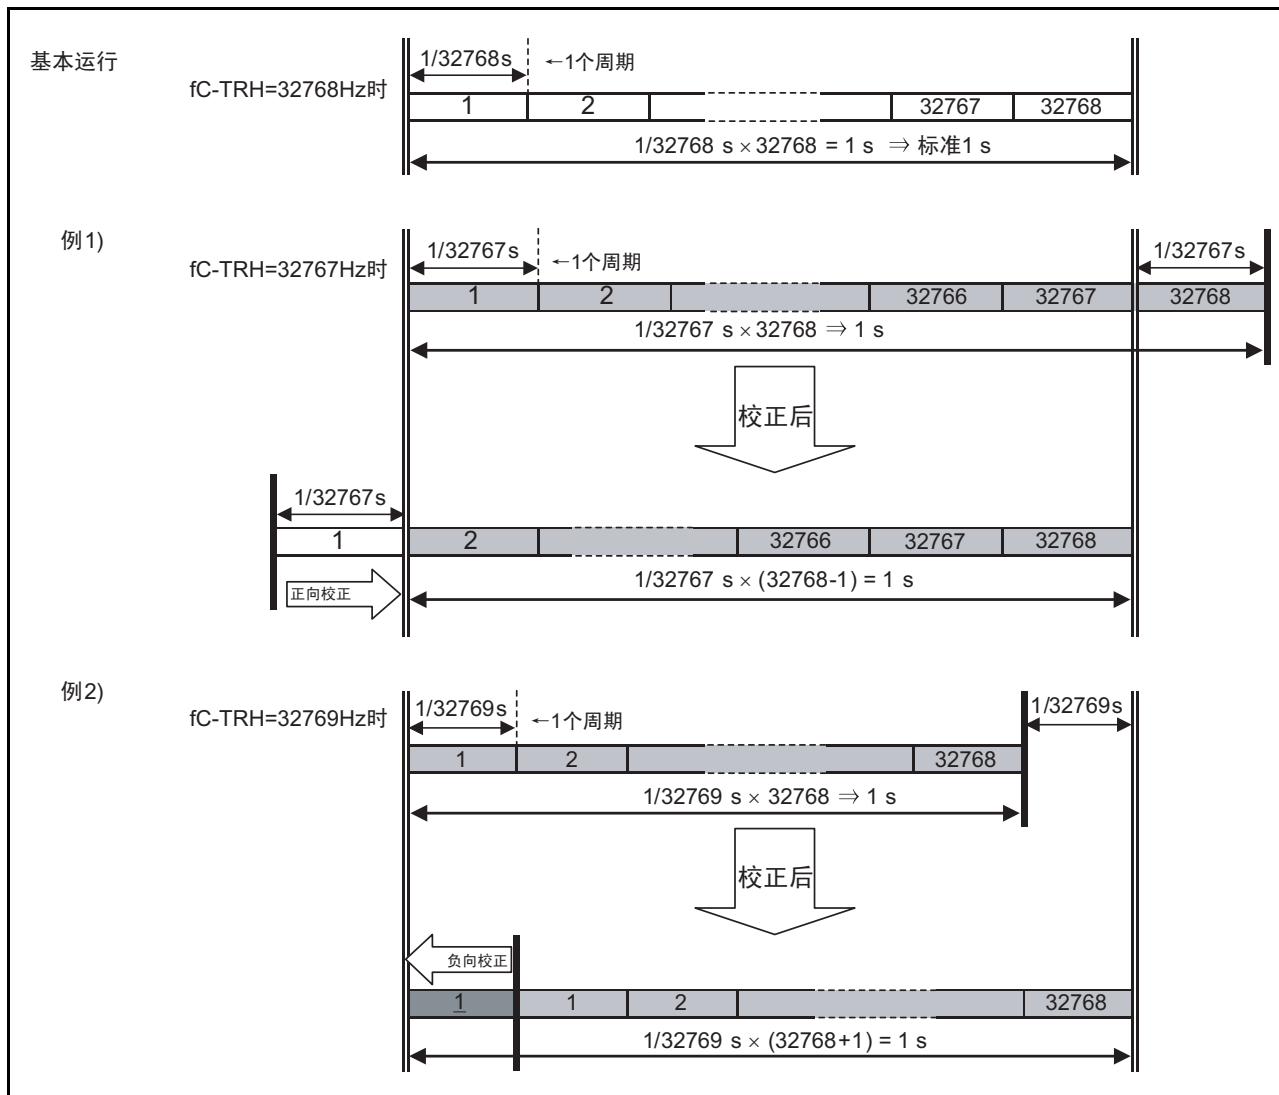 基本运行
fC-TRH=32768Hz时
1/32768s
←1个周期
1 2 32767 32768
1/32768 s × 32768 = 1 s ⇒ 标准1 s
例1)
fC-TRH=32767Hz时
1/32767s
←1个周期
1/32767s
1 2 32766 32767 32768
1/32767 s × 32768 ⇒ 1 s
校正后
1/32767s
1 2 32766 32767 32768
正向校正
1/32767 s × (32768-1) = 1 s
例2)
fC-TRH=32769Hz时
1/32769s
←1个周期
1/32769s
1 2 32768
1/32769 s × 32768 ⇒ 1 s
校正后
负向校正
1 1 2 32768
1/32769 s × (32768+1) = 1 s